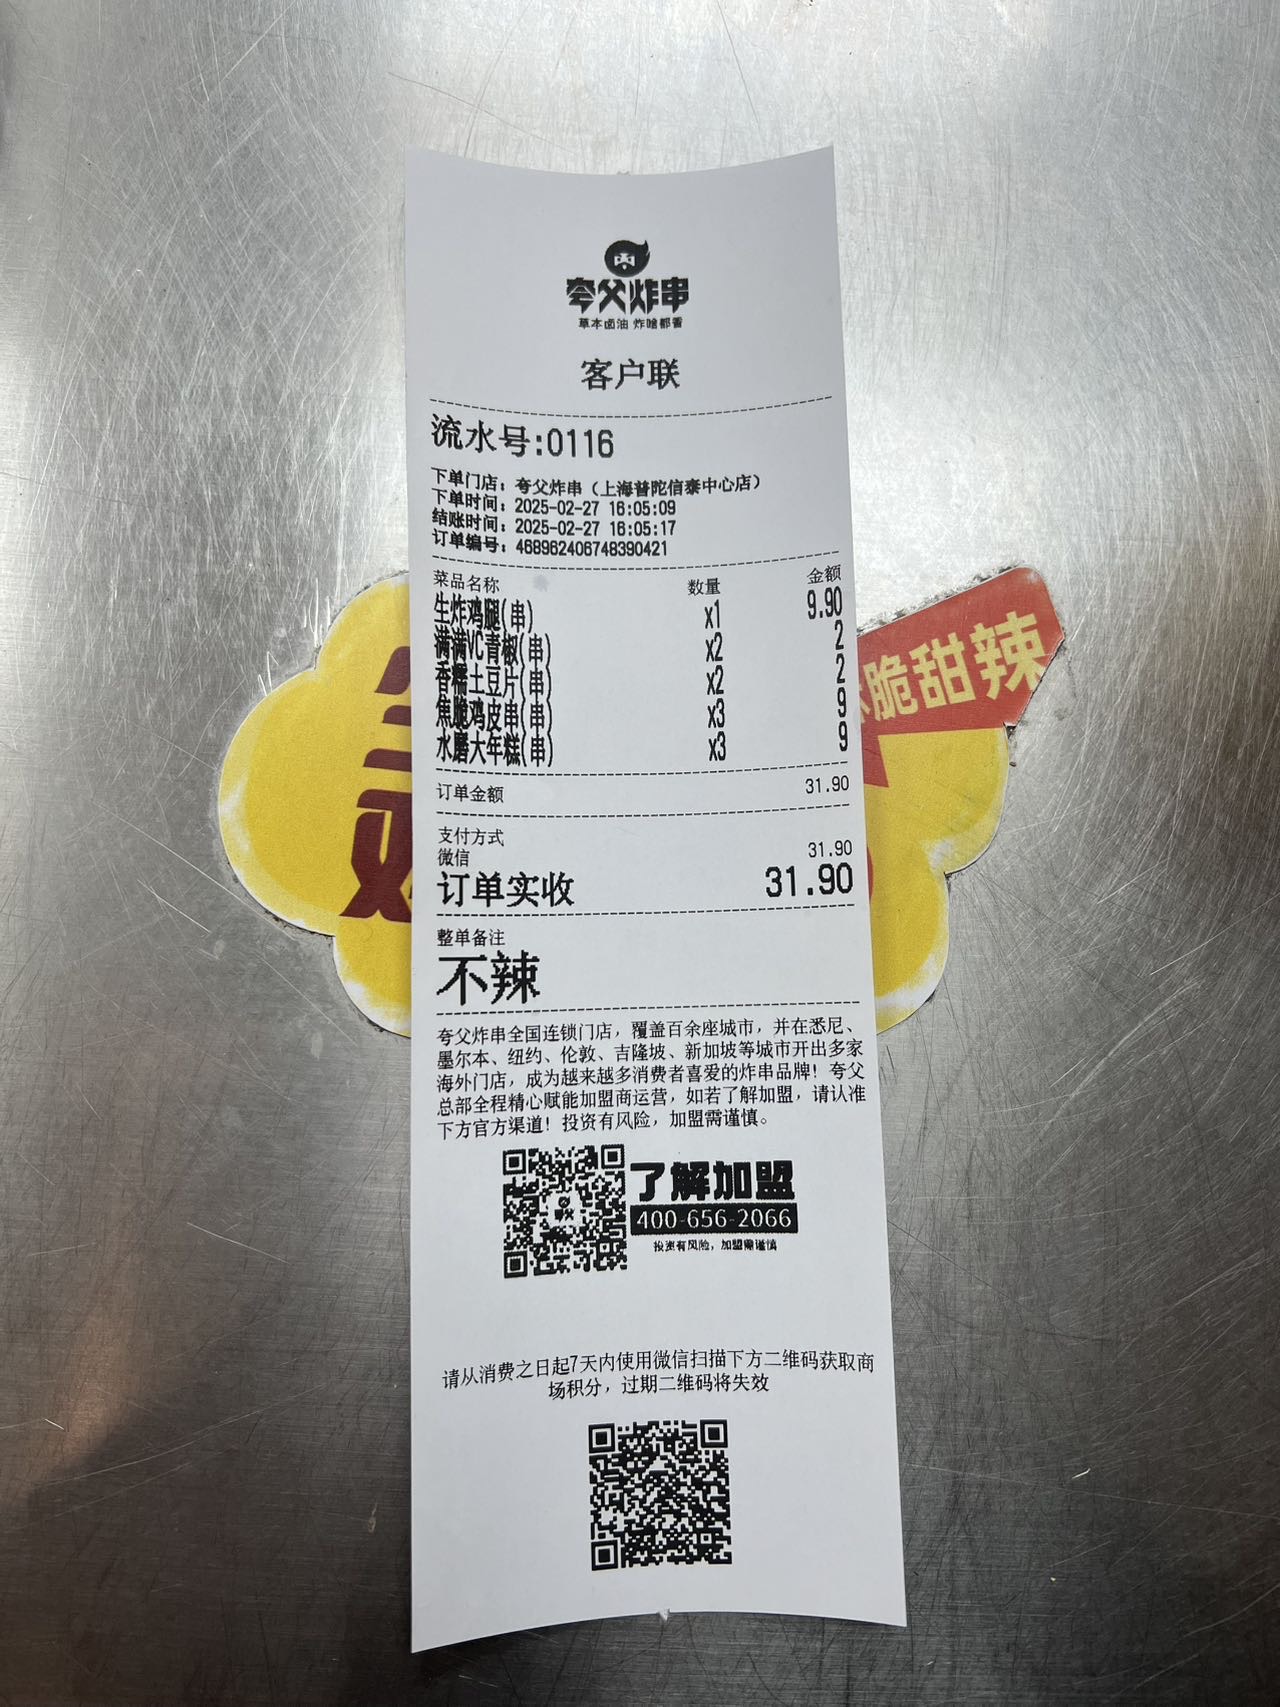 夸父炸串
草本卤油 炸啥都香
客户联
流水号:0116
下单门店：夸父炸串（上海普陀信泰中心店）
下单时间：2025-02-27 16:05:09
结账时间：2025-02-27 16:05:17
订单编号：468962406748390421
菜品名称 数量 金额
生炸鸡腿(串) x1 9.90
满满VC青椒(串) x2 2
香糯土豆片(串) x2 2
焦脆鸡皮串(串) x3 9
水磨大年糕(串) x3 9
订单金额 31.90
支付方式
微信 31.90
订单实收 31.90
整单备注
不辣
夸父炸串全国连锁门店，覆盖百余座城市，并在悉尼、
墨尔本、纽约、伦敦、吉隆坡、新加坡等城市开出多家
海外门店，成为越来越多消费者喜爱的炸串品牌！夸父
总部全程精心赋能加盟商运营，如若了解加盟，请认准
下方官方渠道！投资有风险，加盟需谨慎。
了解加盟
400-656-2066
投资有风险，加盟需谨慎
请从消费之日起7天内使用微信扫描下方二维码获取商
场积分，过期二维码将失效
脆甜辣